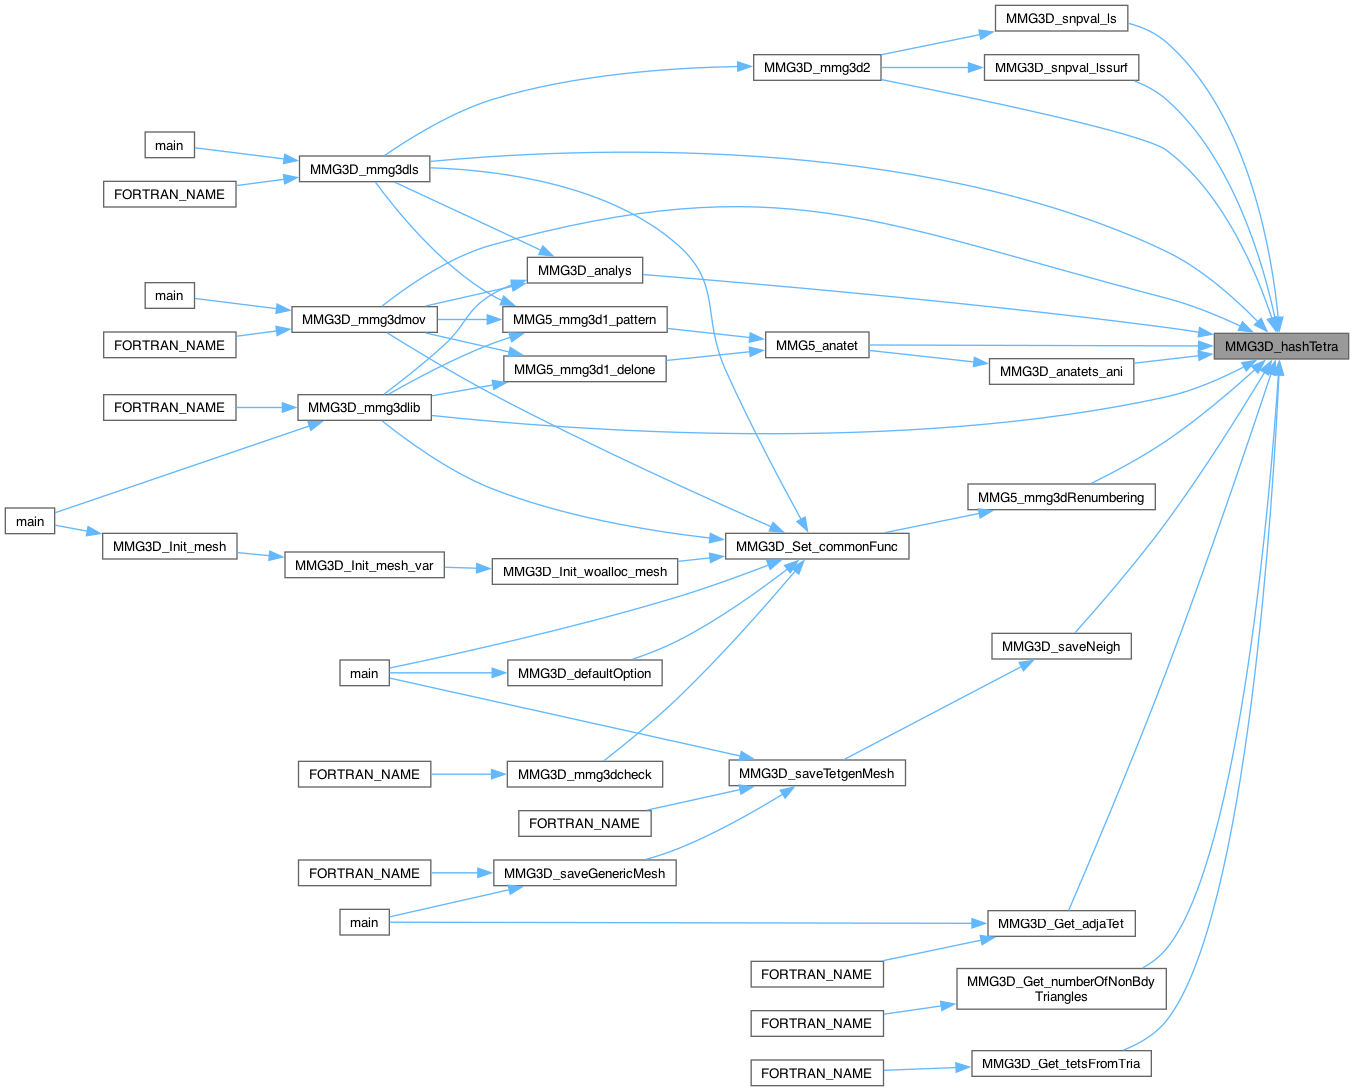 MMG3D_snpval_ls
MMG3D_mmg3d2
MMG3D_snpval_lssurf
main
MMG3D_mmg3dls
FORTRAN_NAME
MMG3D_analys
main
MMG3D_mmg3dmov
MMG5_mmg3d1_pattern
FORTRAN_NAME
MMG5_anatet
MMG3D_hashTetra
MMG5_mmg3d1_delone
MMG3D_anatets_ani
FORTRAN_NAME
MMG3D_mmg3dlib
MMG5_mmg3dRenumbering
main
MMG3D_Init_mesh
MMG3D_Set_commonFunc
MMG3D_Init_mesh_var
MMG3D_Init_woalloc_mesh
MMG3D_saveNeigh
main
MMG3D_defaultOption
FORTRAN_NAME
MMG3D_mmg3dcheck
MMG3D_saveTetgenMesh
FORTRAN_NAME
FORTRAN_NAME
MMG3D_saveGenericMesh
main
MMG3D_Get_adjaTet
FORTRAN_NAME
MMG3D_Get_numberOfNonBdy
Triangles
FORTRAN_NAME
MMG3D_Get_tetsFromTria
FORTRAN_NAME